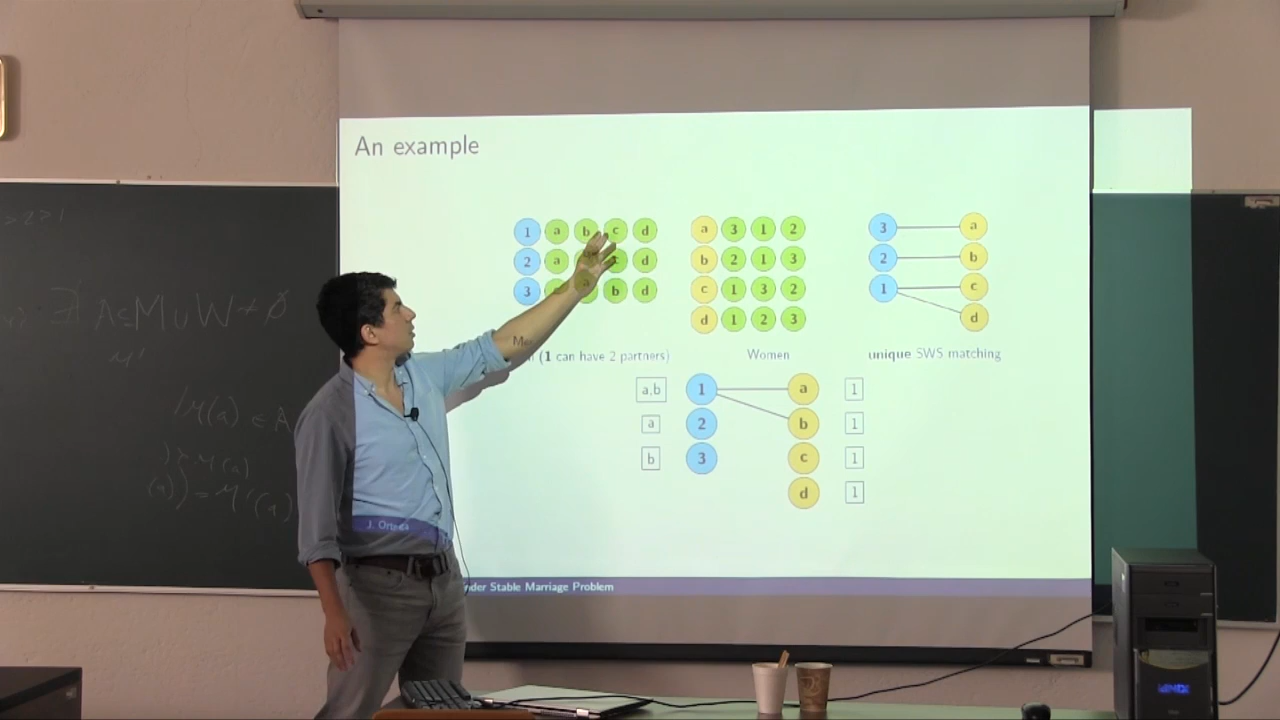 An example
1 a b c d
2 a d
3 b d
a 3 1 2
b 2 1 3
c 1 3 2
d 1 2 3
3 a
2 b
1 c
d
(1 can have 2 partners)
Women
unique SWS matching
a,b 1 a 1
a 2 b 1
b 3 c 1
d 1
> 2 > 1
∃ A ⊆ M ∪ W ≠ ∅
μ'
μ(a) ∈ A
μ(a)
(a)) = μ'(a)
Stable Marriage Problem